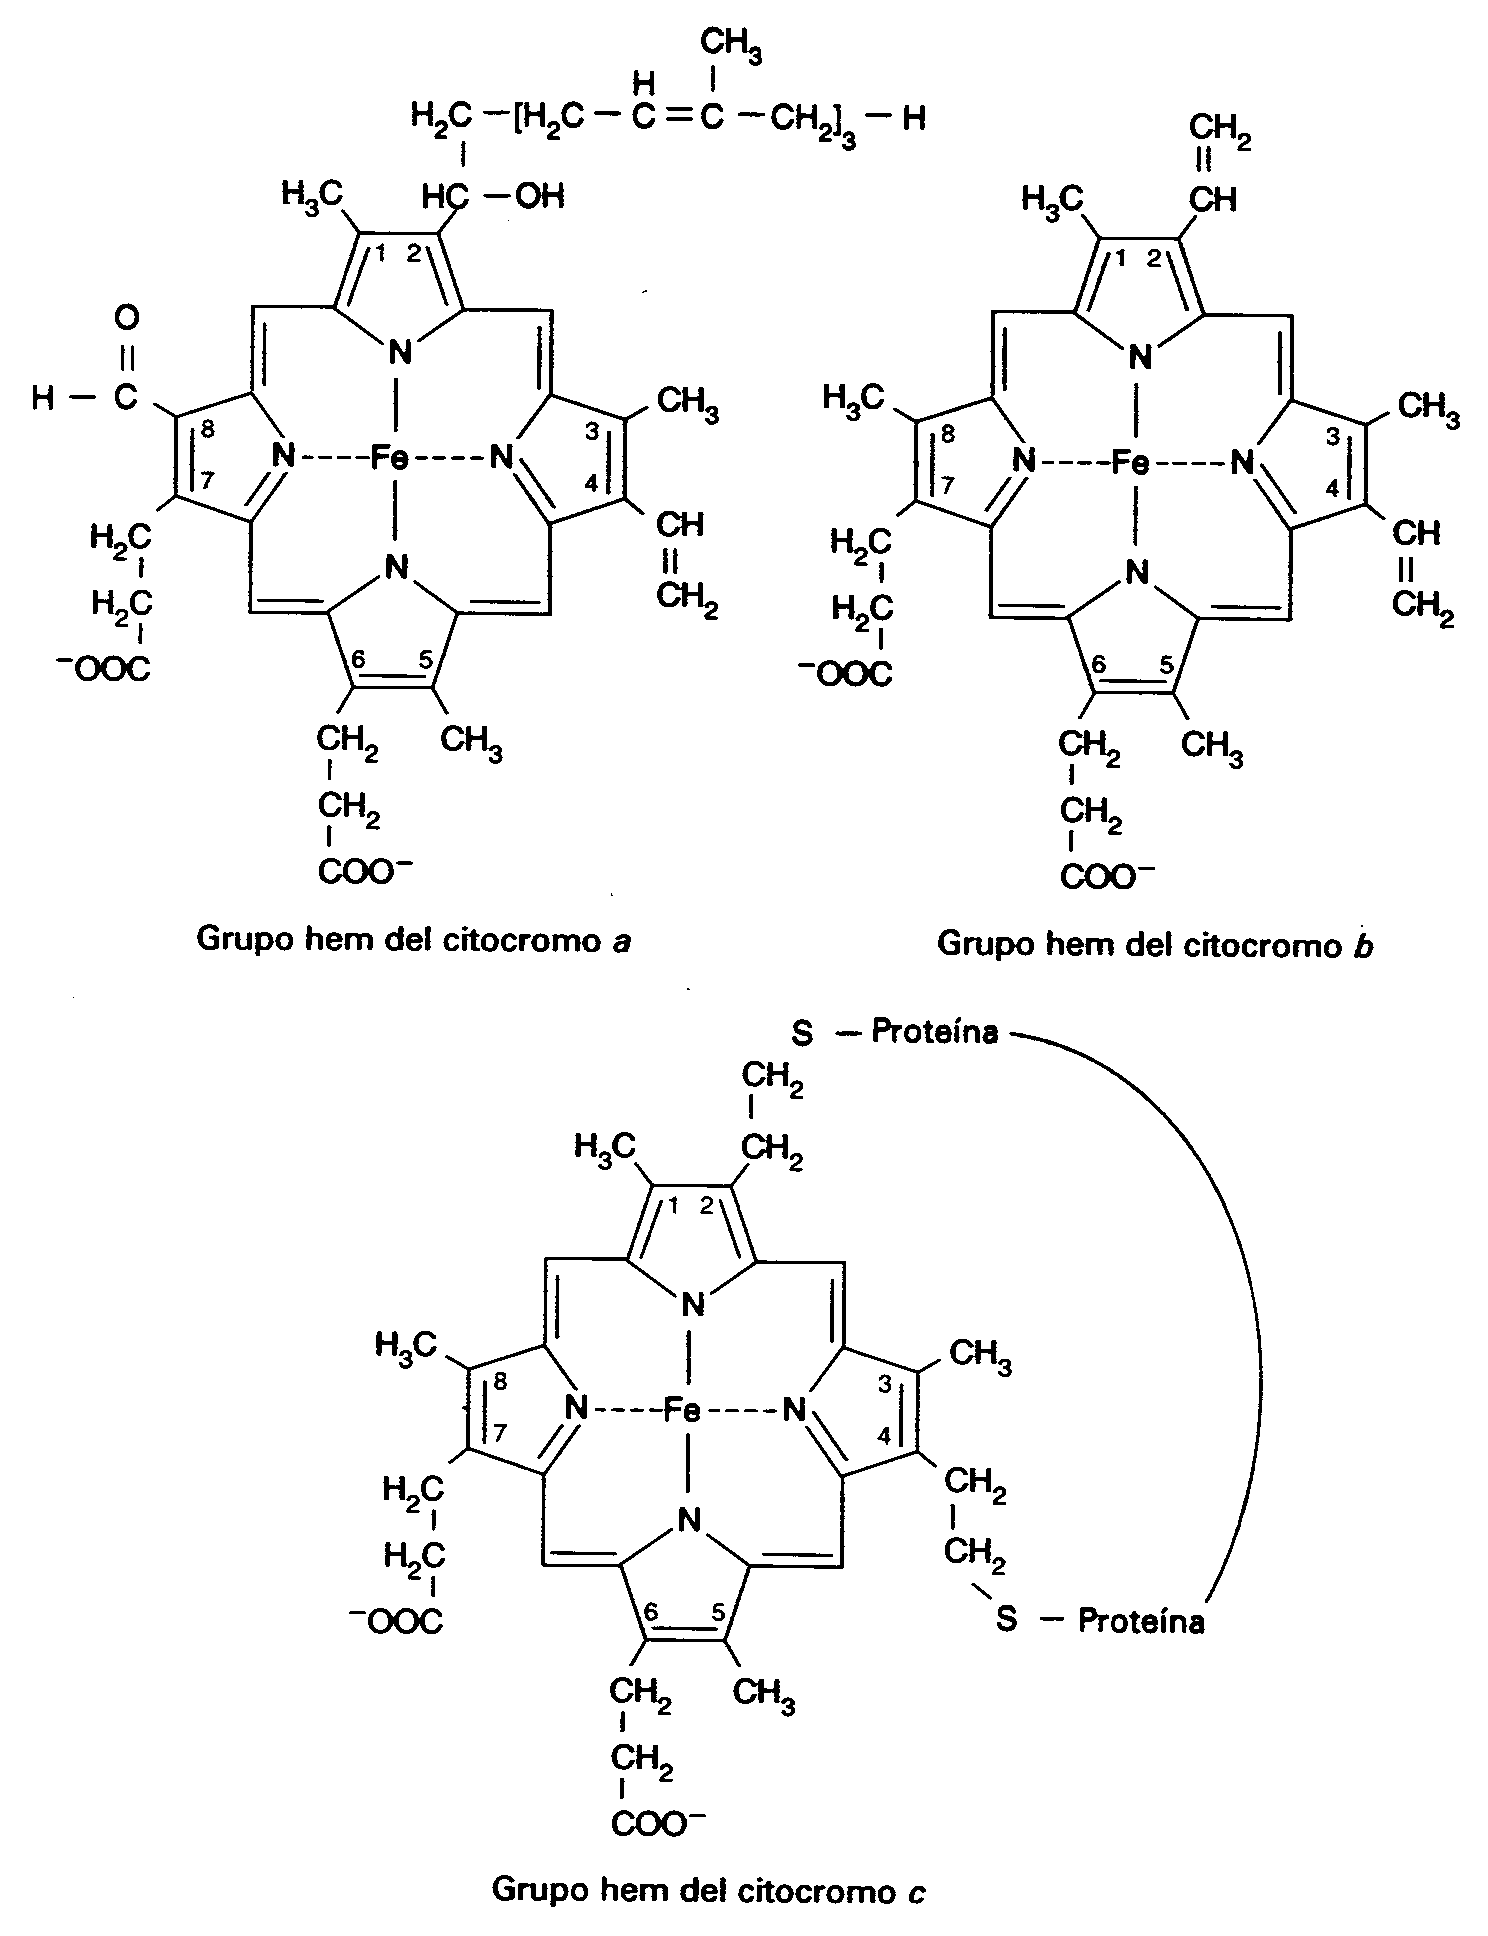 CH3
H
H2C–[H2C–C=C–CH2]3–H
H3C HC–OH
1 2
O
H–C
8
N
N
Fe
N
3
CH3
7
4
CH
CH2
H2C
H2C
-OOC
N
6 5
CH2
CH3
CH2
COO-
Grupo hem del citocromo a
CH2
H3C
CH
1 2
N
H3C
8
N
Fe
N
3
CH3
7
4
CH
CH2
H2C
H2C
-OOC
N
6 5
CH2
CH3
CH2
COO-
Grupo hem del citocromo b
S – Proteína
CH2
H3C
CH2
1 2
N
H3C
8
N
Fe
N
3
CH3
7
4
CH2
CH2
S – Proteína
H2C
H2C
-OOC
N
6 5
CH2
CH3
CH2
COO-
Grupo hem del citocromo c